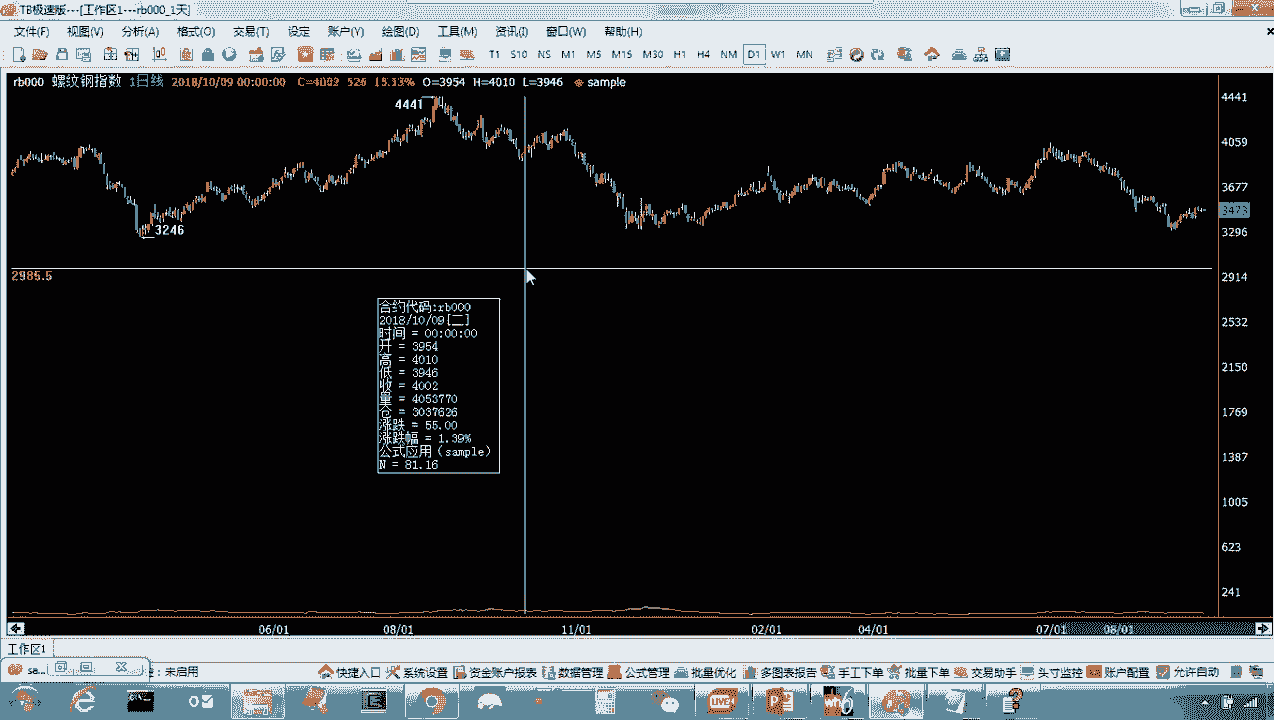 TB极速版---[工作区1---rb000_1天]
文件(F) 视图(V) 分析(A) 格式(O) 交易(T) 设定 账户(Y) 绘图(D) 工具(M) 资讯(I) 窗口(W) 帮助(H)
T1 S10 NS M1 M5 M15 M30 H1 H4 NM D1 W1 MN
rb000 螺纹钢指数 1日线 2018/10/09 00:00:00 C=4002 O=3954 H=4010 L=3946 sample
4441
4441
4059
3677
3473
3246
3296
2985.5
2914
合约代码:rb000
2018/10/09[二]
时间 = 00:00:00
开 = 3954
高 = 4010
低 = 3946
收 = 4002
量 = 4053770
仓 = 3037626
涨跌 = 55.00
涨跌幅 = 1.39%
公式应用（sample）
N = 81.16
2532
2150
1769
1387
1005
623
241
06/01 08/01 11/01 02/01 04/01 07/01 08/01
工作区1
sa... : 未启用 快捷入口 系统设置 资金账户报表 数据管理 公式管理 批量优化 多图表报告 手工下单 批量下单 交易助手 头寸监控 账户配置 允许自动
LIVE